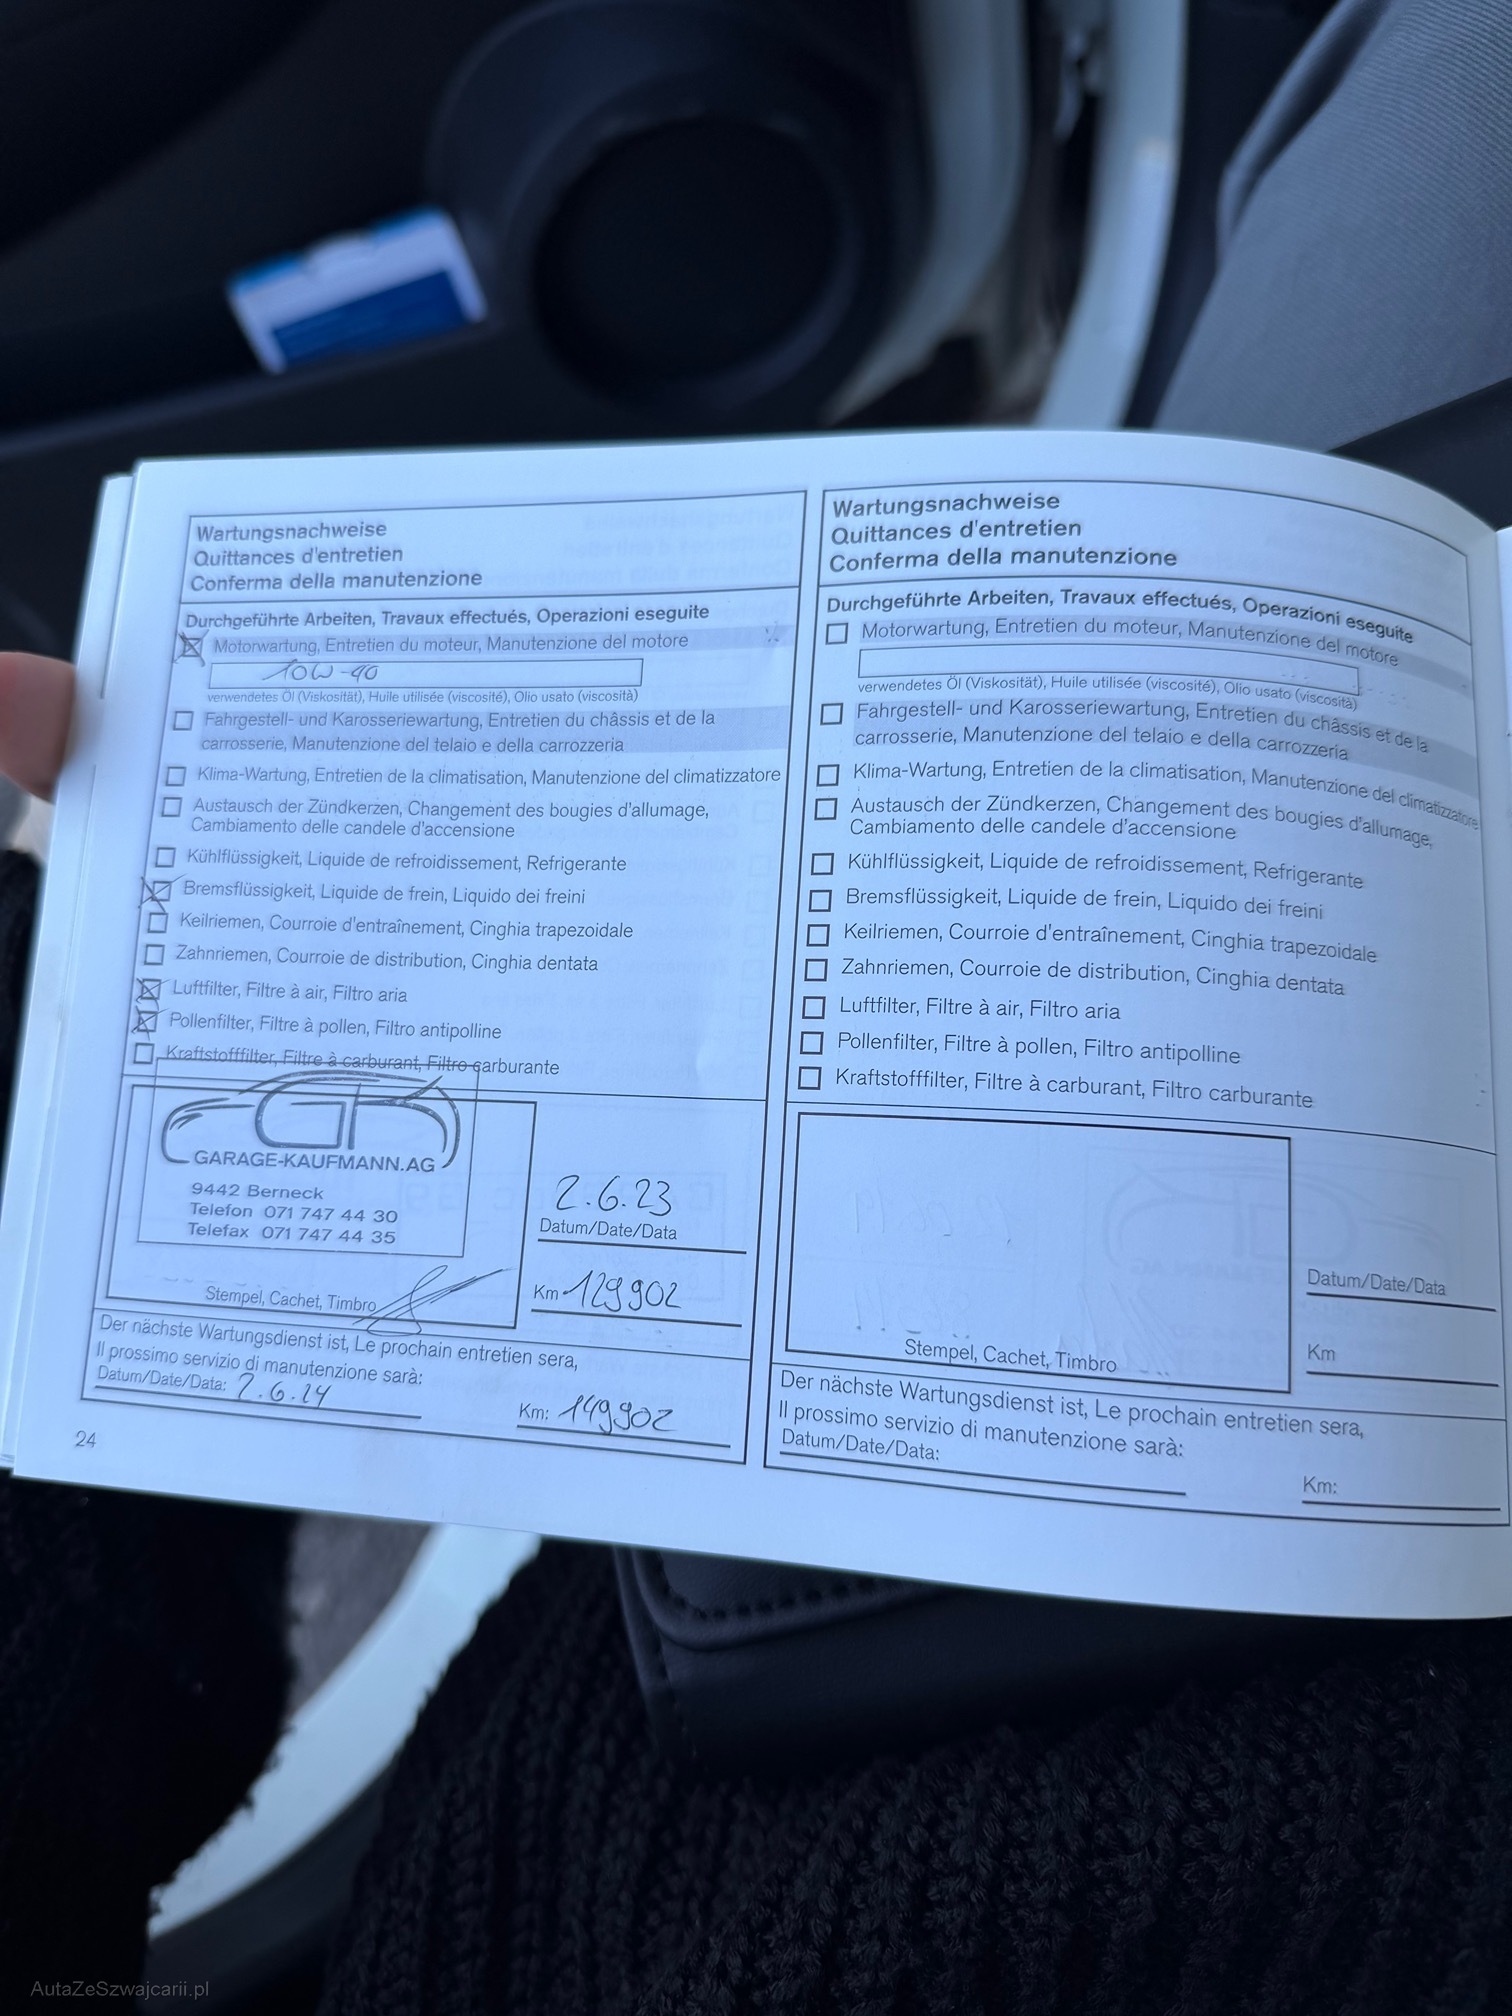 Wartungsnachweise
Quittances d'entretien
Conferma della manutenzione
Durchgeführte Arbeiten, Travaux effectués, Operazioni eseguite
Motorwartung, Entretien du moteur, Manutenzione del motore
10W-40
verwendetes Öl (Viskosität), Huile utilisée (viscosité), Olio usato (viscosità)
Fahrgestell- und Karosseriewartung, Entretien du châssis et de la
carrosserie, Manutenzione del telaio e della carrozzeria
Klima-Wartung, Entretien de la climatisation, Manutenzione del climatizzatore
Austausch der Zündkerzen, Changement des bougies d'allumage,
Cambiamento delle candele d'accensione
Kühlflüssigkeit, Liquide de refroidissement, Refrigerante
Bremsflüssigkeit, Liquide de frein, Liquido dei freini
Keilriemen, Courroie d'entraînement, Cinghia trapezoidale
Zahnriemen, Courroie de distribution, Cinghia dentata
Luftfilter, Filtre à air, Filtro aria
Pollenfilter, Filtre à pollen, Filtro antipolline
Kraftstofffilter, Filtre à carburant, Filtro carburante
GARAGE-KAUFMANN.AG
9442 Berneck
Telefon 071 747 44 30
Telefax 071 747 44 35
Stempel, Cachet, Timbro
2.6.23
Datum/Date/Data
Km 129902
Der nächste Wartungsdienst ist, Le prochain entretien sera,
Il prossimo servizio di manutenzione sarà:
Datum/Date/Data: 2.6.24
Km: 149902
24
Wartungsnachweise
Quittances d'entretien
Conferma della manutenzione
Durchgeführte Arbeiten, Travaux effectués, Operazioni eseguite
Motorwartung, Entretien du moteur, Manutenzione del motore
verwendetes Öl (Viskosität), Huile utilisée (viscosité), Olio usato (viscosità)
Fahrgestell- und Karosseriewartung, Entretien du châssis et de la
carrosserie, Manutenzione del telaio e della carrozzeria
Klima-Wartung, Entretien de la climatisation, Manutenzione del climatizzatore
Austausch der Zündkerzen, Changement des bougies d'allumage,
Cambiamento delle candele d'accensione
Kühlflüssigkeit, Liquide de refroidissement, Refrigerante
Bremsflüssigkeit, Liquide de frein, Liquido dei freini
Keilriemen, Courroie d'entraînement, Cinghia trapezoidale
Zahnriemen, Courroie de distribution, Cinghia dentata
Luftfilter, Filtre à air, Filtro aria
Pollenfilter, Filtre à pollen, Filtro antipolline
Kraftstofffilter, Filtre à carburant, Filtro carburante
Stempel, Cachet, Timbro
Datum/Date/Data
Km
Der nächste Wartungsdienst ist, Le prochain entretien sera,
Il prossimo servizio di manutenzione sarà:
Datum/Date/Data:
Km:
AutaZeSzwajcarii.pl